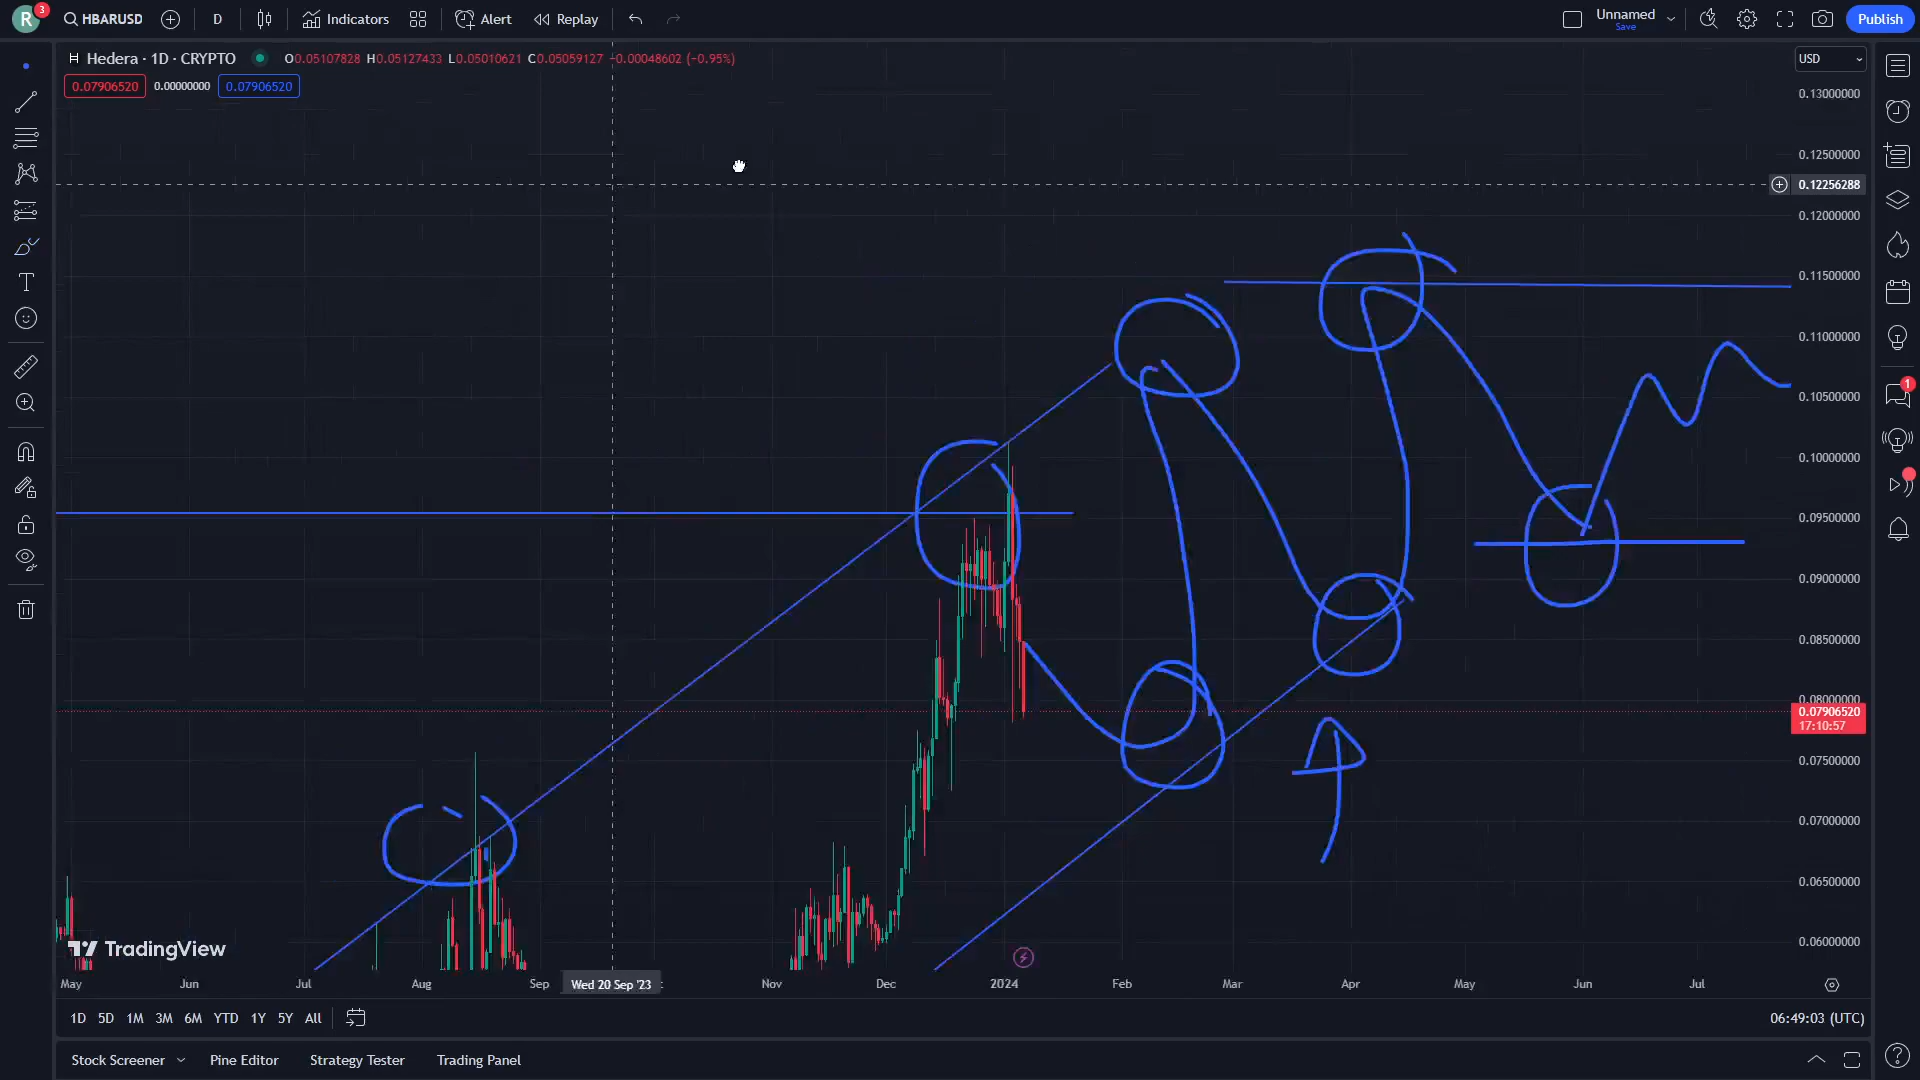 R 3 HBARUSD D Indicators Alert Replay Unnamed Save Publish
Hedera · 1D · CRYPTO O0.05107828 H0.05127433 L0.05010621 C0.05059127 −0.00048602 (−0.95%)
0.07906520 0.00000000 0.07906520
USD
0.13000000
0.12500000
0.12256288
0.12000000
0.11500000
0.11000000
0.10500000
0.10000000
0.09500000
0.09000000
0.08500000
0.08000000
0.07906520
17:10:57
0.07500000
0.07000000
0.06500000
0.06000000
1
TradingView
May Jun Jul Aug Sep Wed 20 Sep '23 Nov Dec 2024 Feb Mar Apr May Jun Jul
1D 5D 1M 3M 6M YTD 1Y 5Y All 06:49:03 (UTC)
Stock Screener Pine Editor Strategy Tester Trading Panel